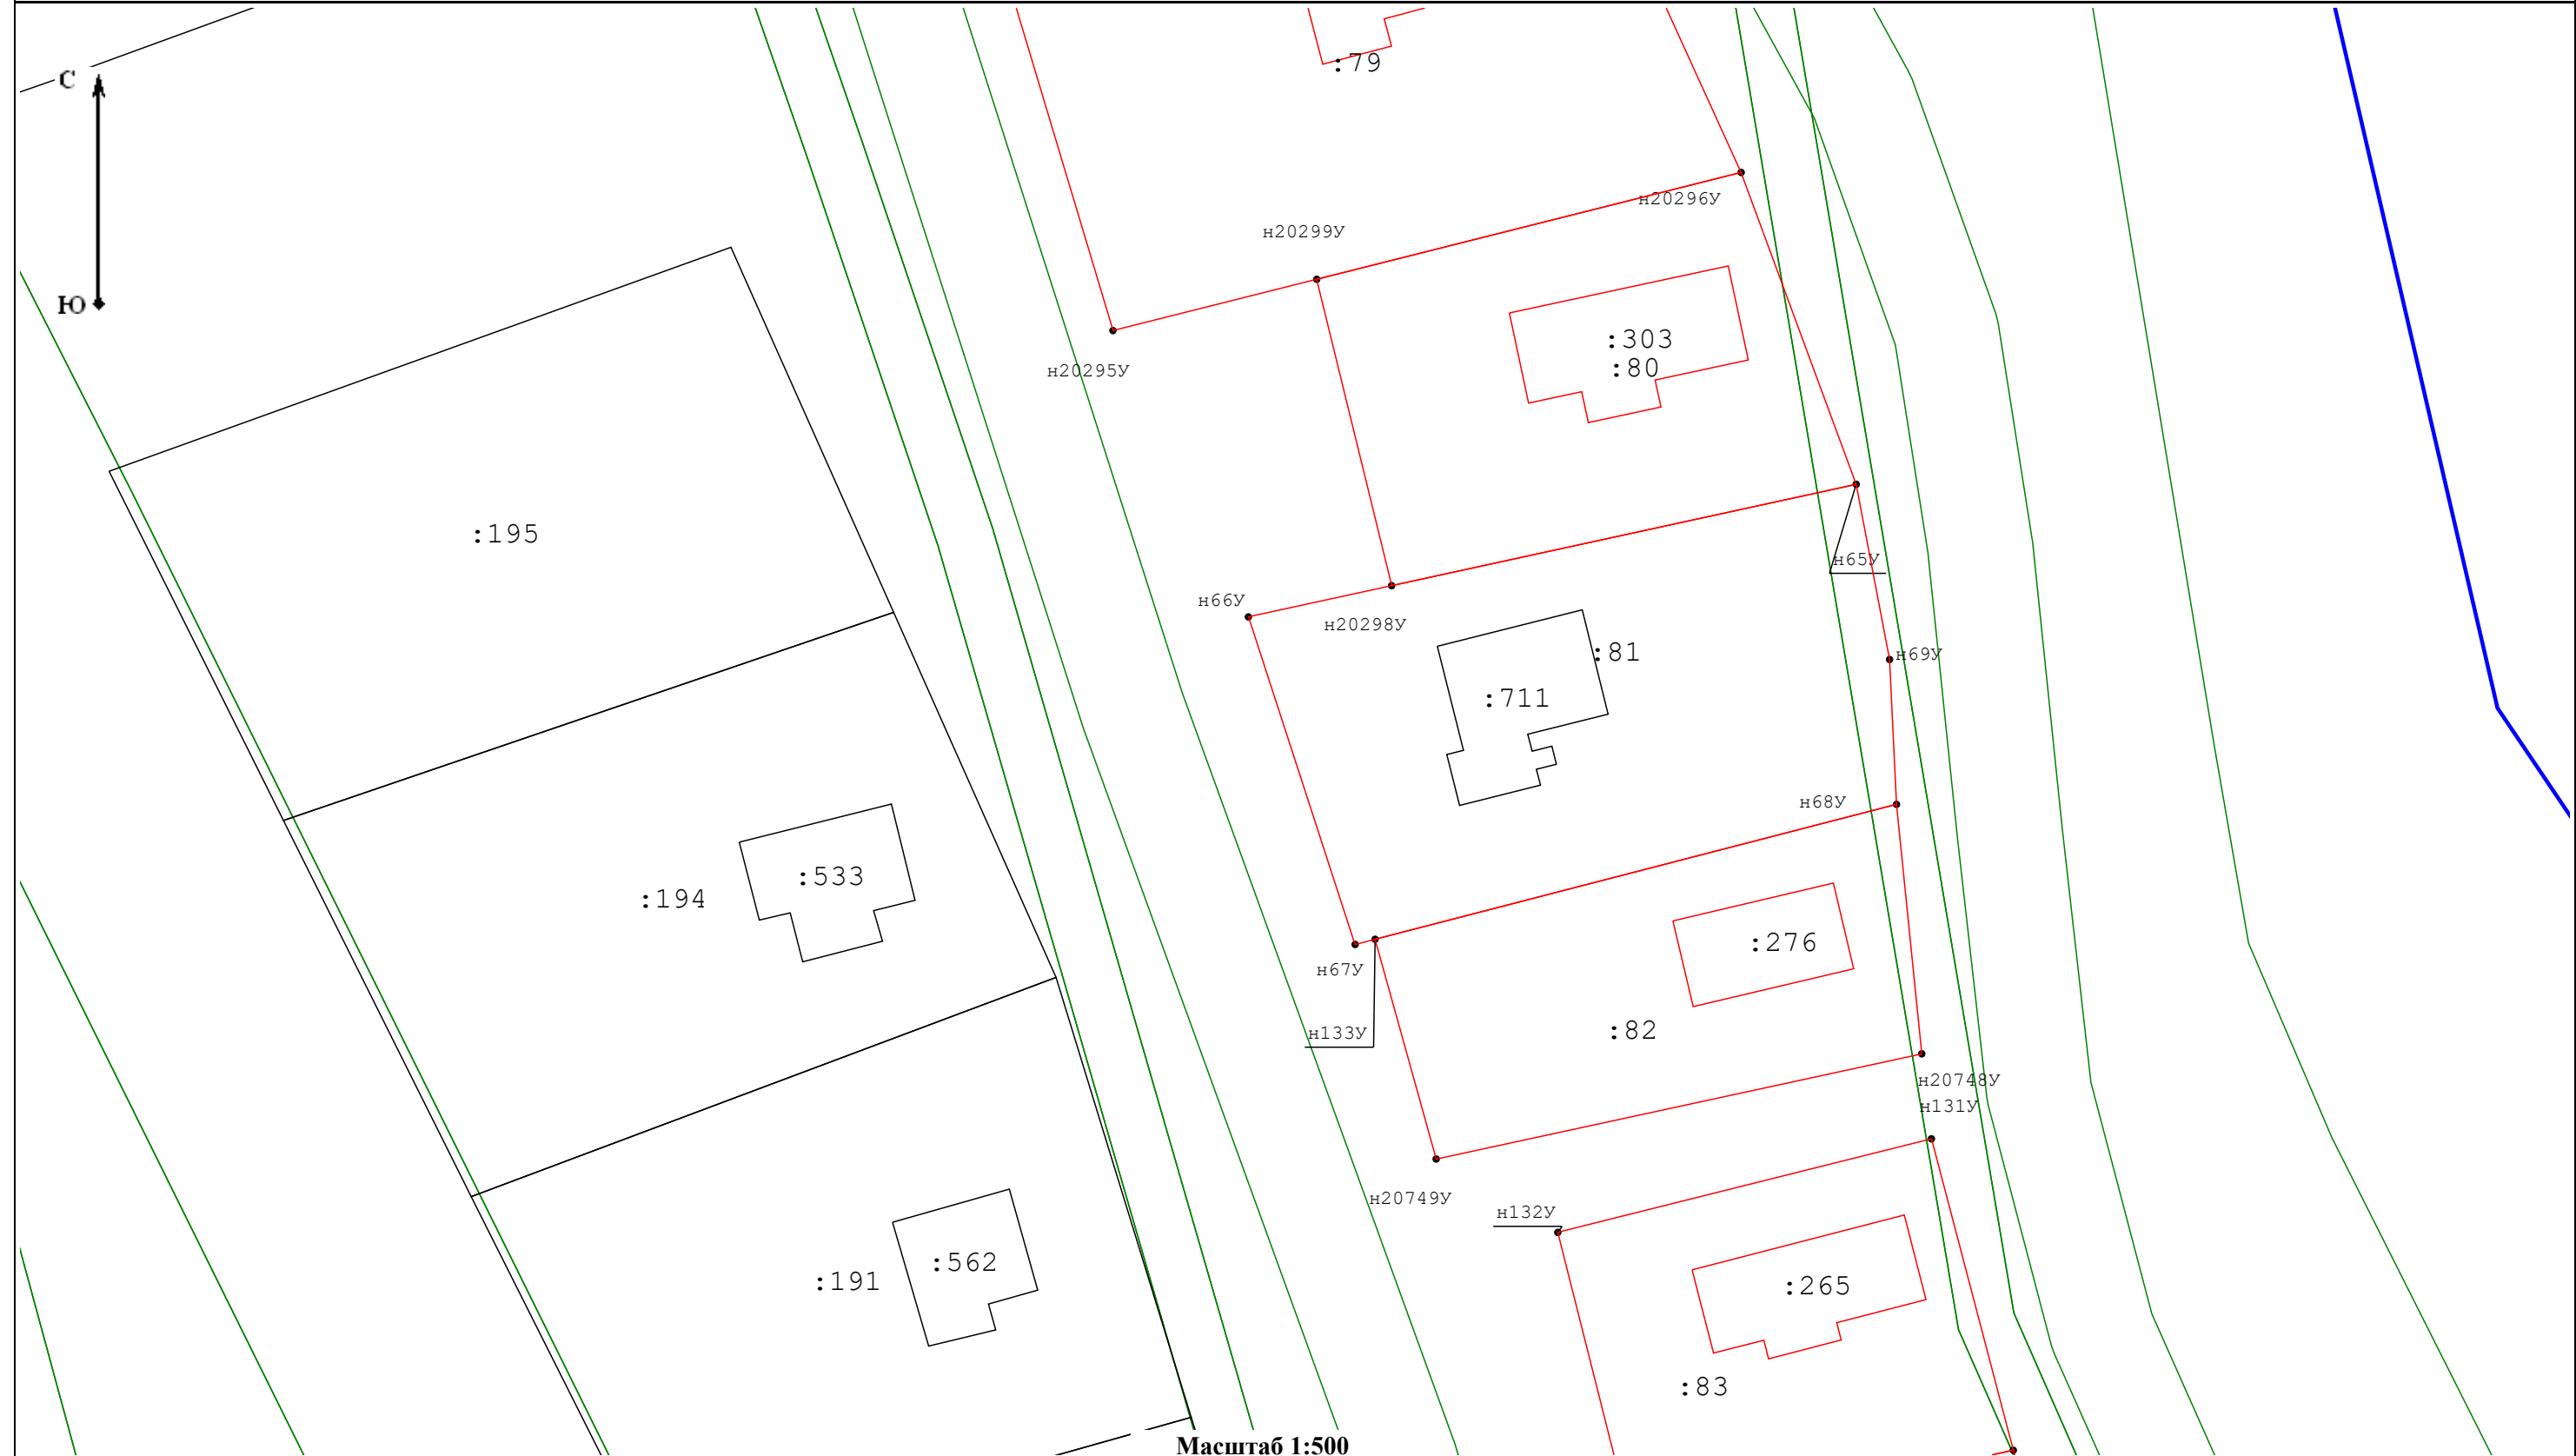 :79
С
н20296У
н20299У
Ю
:303
:80
н20295У
:195
н65У
н66У
н20298У
:81
н69У
:711
н68У
:533
:194
:276
н67У
:82
н133У
н20748У
н131У
н20749У
н132У
:562
:191
:265
:83
Масштаб 1:500